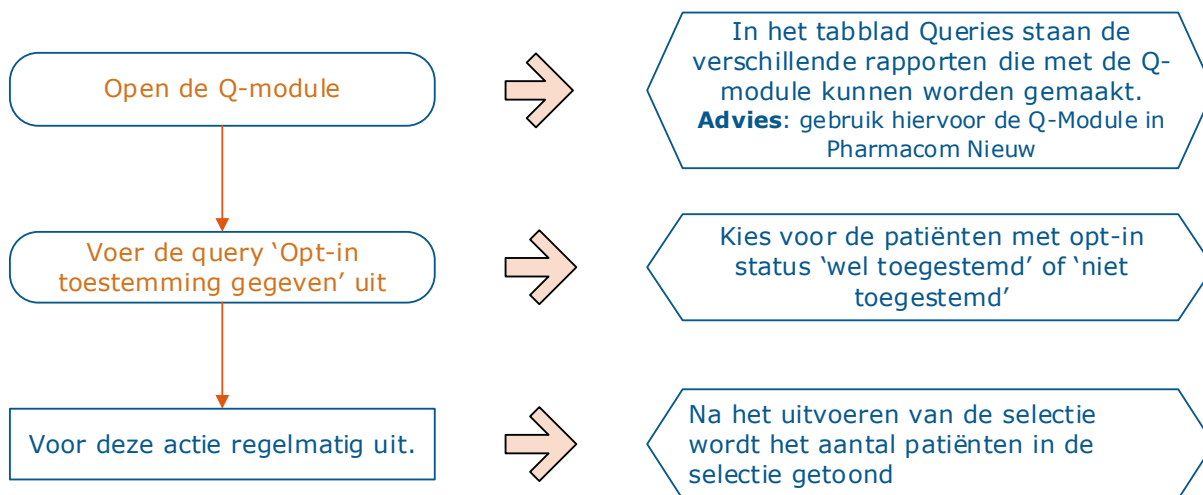 Open de Q-module
In het tabblad Queries staan de
verschillende rapporten die met de Q-
module kunnen worden gemaakt.
Advies: gebruik hiervoor de Q-Module in
Pharmacom Nieuw
Voer de query ‘Opt-in
toestemming gegeven’ uit
Kies voor de patiënten met opt-in
status ‘wel toegestemd’ of ‘niet
toegestemd’
Voor deze actie regelmatig uit.
Na het uitvoeren van de selectie
wordt het aantal patiënten in de
selectie getoond